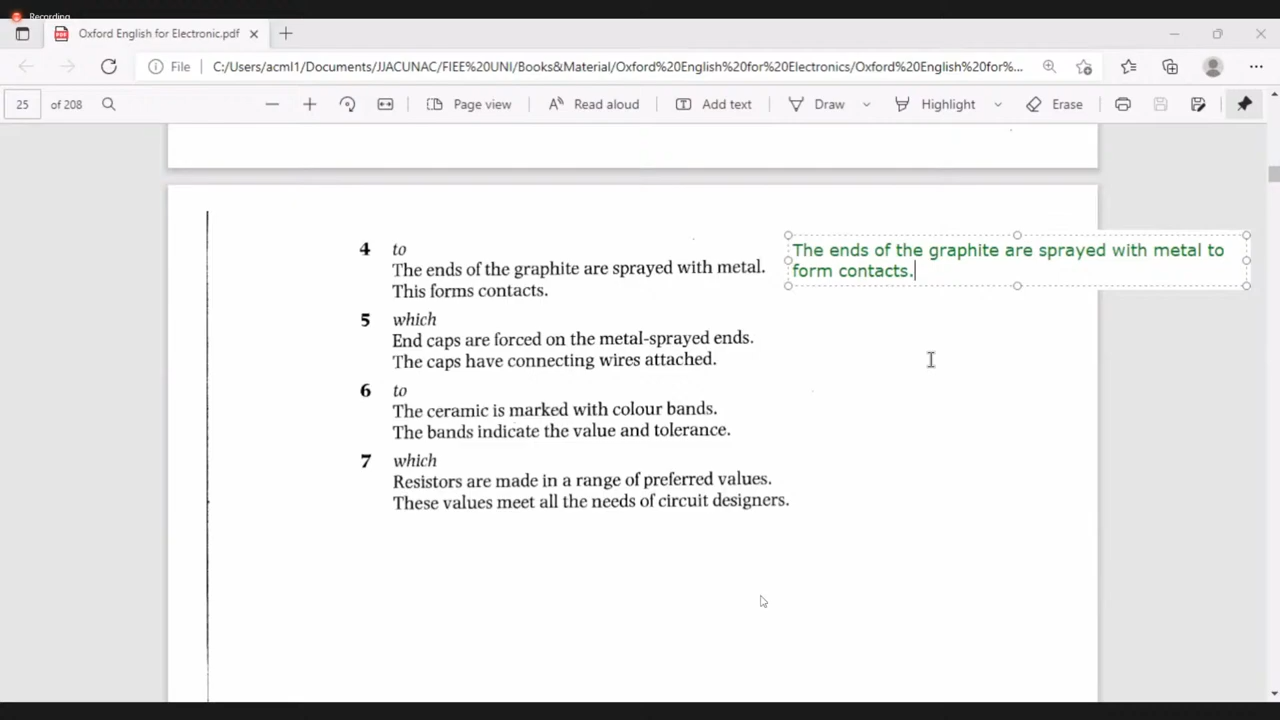 Recording
Oxford English for Electronic.pdf
File
C:/Users/acml1/Documents/JJACUNAC/FIEE%20UNI/Books&Material/Oxford%20English%20for%20Electronics/Oxford%20English%20for%...
25 of 208
Page view
Read aloud
Add text
Draw
Highlight
Erase
4 to
The ends of the graphite are sprayed with metal.
This forms contacts.
The ends of the graphite are sprayed with metal to
form contacts.
5 which
End caps are forced on the metal-sprayed ends.
The caps have connecting wires attached.
6 to
The ceramic is marked with colour bands.
The bands indicate the value and tolerance.
7 which
Resistors are made in a range of preferred values.
These values meet all the needs of circuit designers.